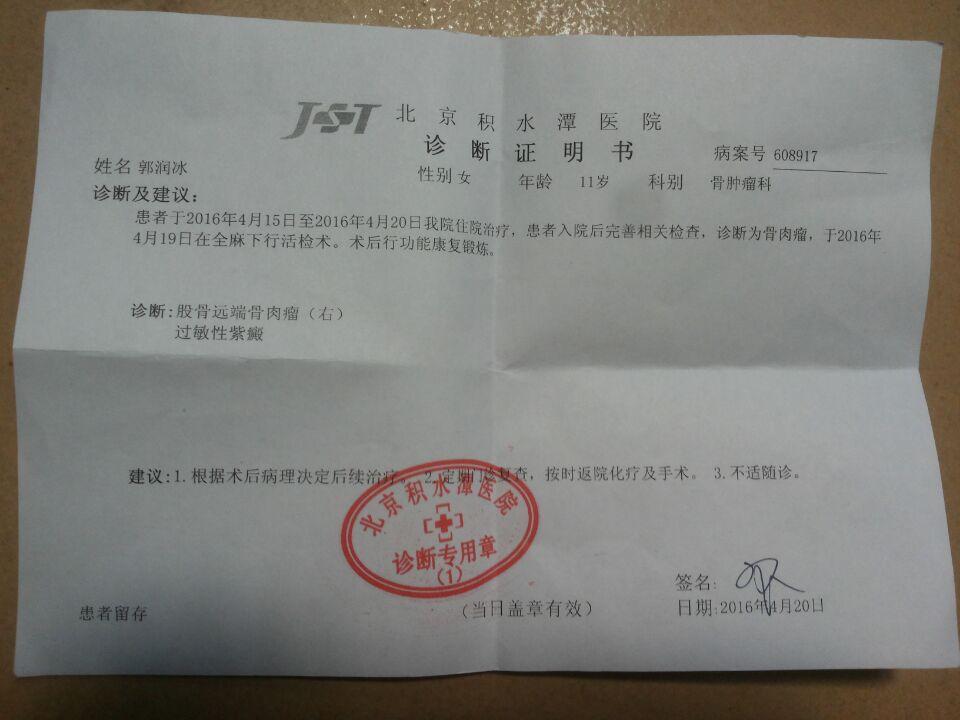 JST 北京积水潭医院
诊断证明书
病案号 608917
姓名 郭润冰 性别 女 年龄 11岁 科别 骨肿瘤科
诊断及建议：
患者于2016年4月15日至2016年4月20日我院住院治疗，患者入院后完善相关检查，诊断为骨肉瘤，于2016年
4月19日在全麻下行活检术。术后行功能康复锻炼。
诊断:股骨远端骨肉瘤（右）
过敏性紫癜
建议:1.根据术后病理决定后续治疗。 2.定期门诊复查，按时返院化疗及手术。 3.不适随诊。
北京积水潭医院
诊断专用章
(1)
签名:
患者留存 （当日盖章有效） 日期:2016年4月20日